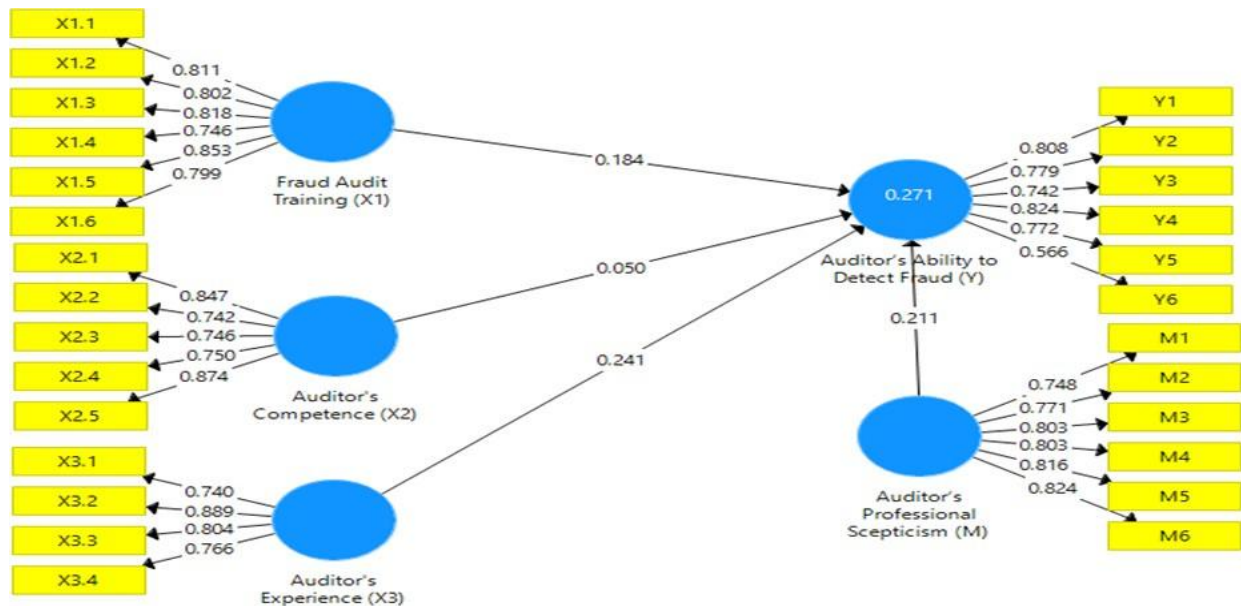 X1.1
X1.2
X1.3
X1.4
X1.5
X1.6
0.811
0.802
0.818
0.746
0.853
0.799
Fraud Audit
Training (X1)
X2.1
X2.2
X2.3
X2.4
X2.5
0.847
0.742
0.746
0.750
0.874
Auditor's
Competence (X2)
X3.1
X3.2
X3.3
X3.4
0.740
0.889
0.804
0.766
Auditor's
Experience (X3)
0.184
0.050
0.241
0.211
0.271
Auditor's Ability to
Detect Fraud (Y)
0.808
0.779
0.742
0.824
0.772
0.566
Y1
Y2
Y3
Y4
Y5
Y6
Auditor's
Professional
Scepticism (M)
0.748
0.771
0.803
0.803
0.816
0.824
M1
M2
M3
M4
M5
M6